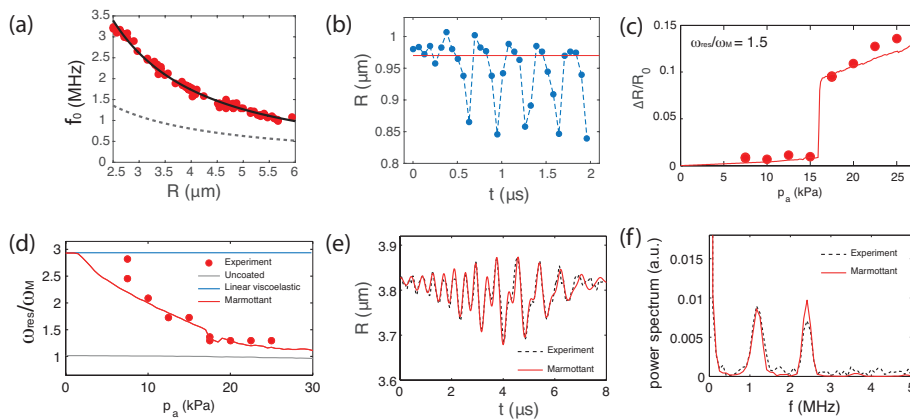 (a)
f₀ (MHz)
3.5
3
2.5
2
1.5
1
0.5
0
2.5 3 3.5 4 4.5 5 5.5 6
R (µm)
(b)
R (µm)
1
0.95
0.9
0.85
0.8
0 0.5 1 1.5 2
t (µs)
(c)
ω_res/ω_M = 1.5
ΔR/R₀
0.15
0.10
0.05
0
0 5 10 15 20 25
p_a (kPa)
(d)
ω_res/ω_M
3
2.5
2
1.5
1
0 10 20 30
p_a (kPa)
Experiment
Uncoated
Linear viscoelastic
Marmottant
(e)
R (µm)
3.9
3.8
3.7
3.6
0 2 4 6 8
t (µs)
Experiment
Marmottant
(f)
power spectrum (a.u.)
0.015
0.01
0.005
0
0 1 2 3 4 5
f (MHz)
Experiment
Marmottant